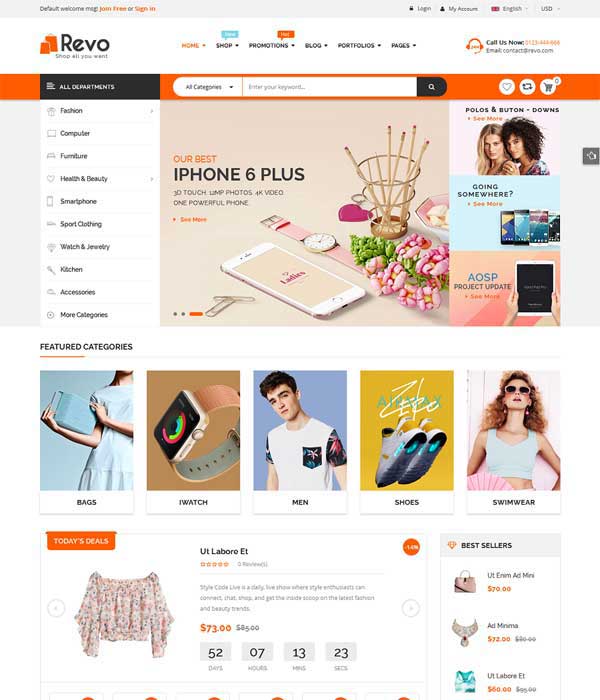 Default welcome msg! Join Free or Sign in
Login
My Account
English
USD
Revo
Shop all you want
HOME
SHOP
New
PROMOTIONS
Hot
BLOG
PORTFOLIOS
PAGES
Call Us Now: 0123-444-666
Email: contact@revo.com
ALL DEPARTMENTS
All Categories
Enter your keyword...
0
Fashion
Computer
Furniture
Health & Beauty
Smartphone
Sport Clothing
Watch & Jewelry
Kitchen
Accessories
More Categories
OUR BEST
IPHONE 6 PLUS
3D TOUCH. 12MP PHOTOS. 4K VIDEO.
ONE POWERFUL PHONE.
See More
Ladies
POLOS & BUTON - DOWNS
See More
GOING
SOMEWHERE?
See More
AOSP
PROJECT UPDATE
See More
FEATURED CATEGORIES
AIRMAX
BAGS
IWATCH
MEN
SHOES
SWIMWEAR
TODAY'S DEALS
Ut Labore Et
0 Review(s)
-14%
Style Code Live is a daily, live show where style enthusiasts can
connect, chat, shop, and get the inside scoop on the latest fashion
and beauty trends.
$73.00 $85.00
52 07 13 23
DAYS HOURS MINS SECS
BEST SELLERS
Ut Enim Ad Mini
$70.00
Ad Minima
$72.00 $80.00
Ut Labore Et
$60.00 $95.00